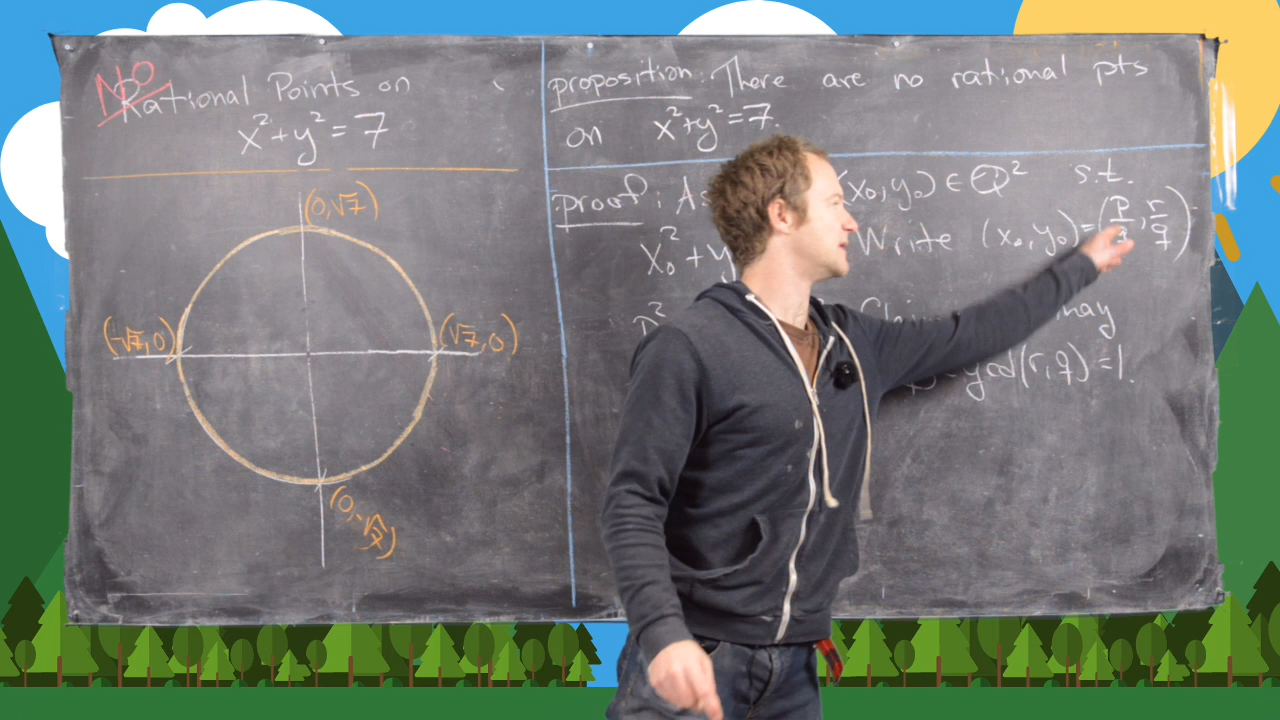 NO
Rational Points on
x²+y²=7
(0,√7)
(-√7,0)
(√7,0)
(0,-√7)
proposition: There are no rational pts
on x²+y²=7.
proof: As (x₀,y₀)∈ℚ² s.t.
x₀²+y Write (x₀,y₀)=(p/q,r/q)
p² may
gcd(r,q)=1.